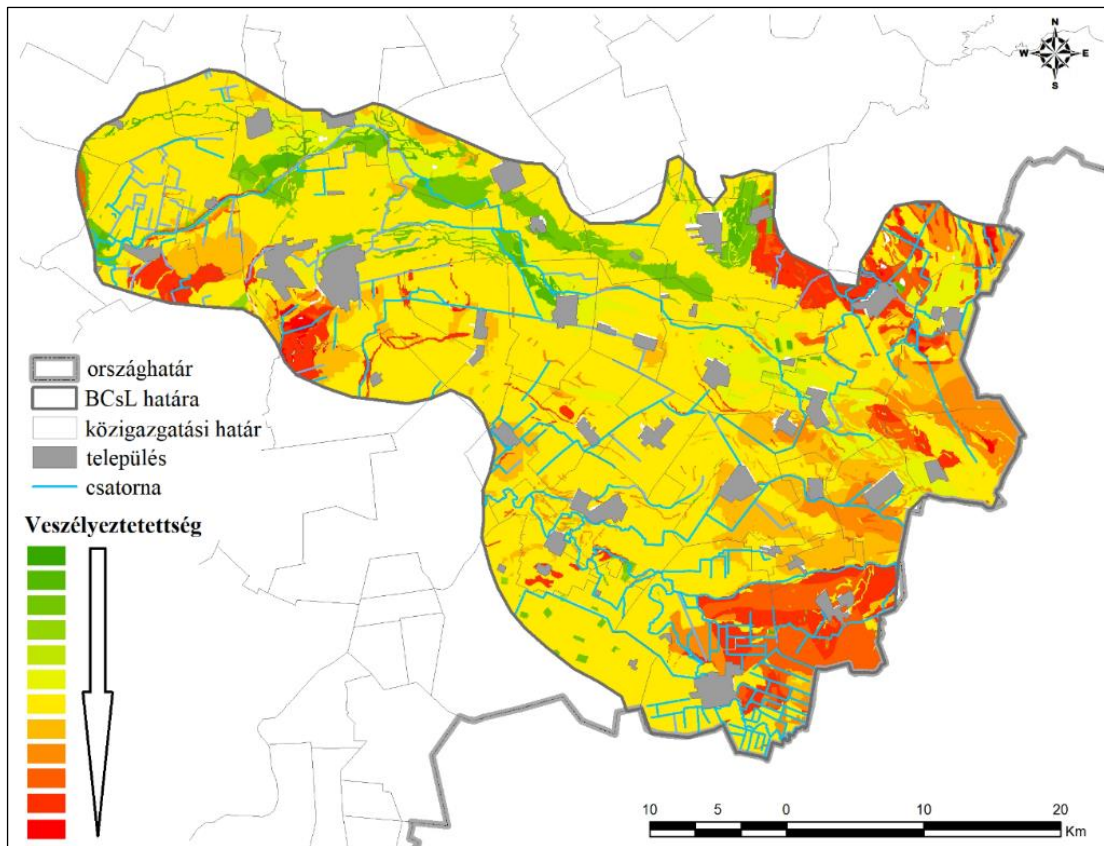 N
W E
S
országhatár
BCsL határa
közigazgatási határ
település
csatorna
Veszélyeztetettség
10 5 0 10 20
Km